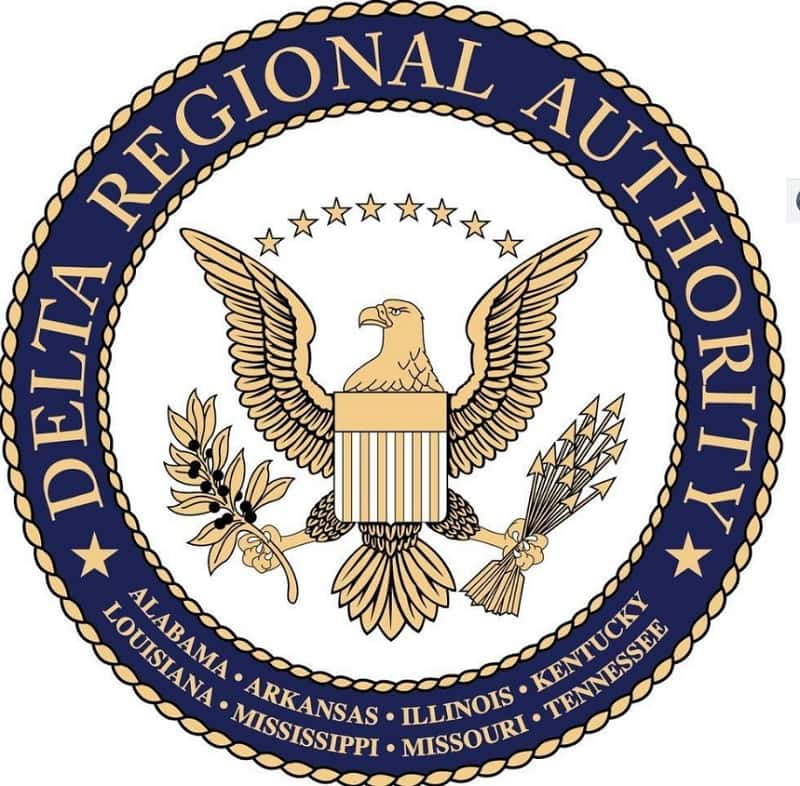 DELTA REGIONAL AUTHORITY
ALABAMA • ARKANSAS • ILLINOIS • KENTUCKY
LOUISIANA • MISSISSIPPI • MISSOURI • TENNESSEE